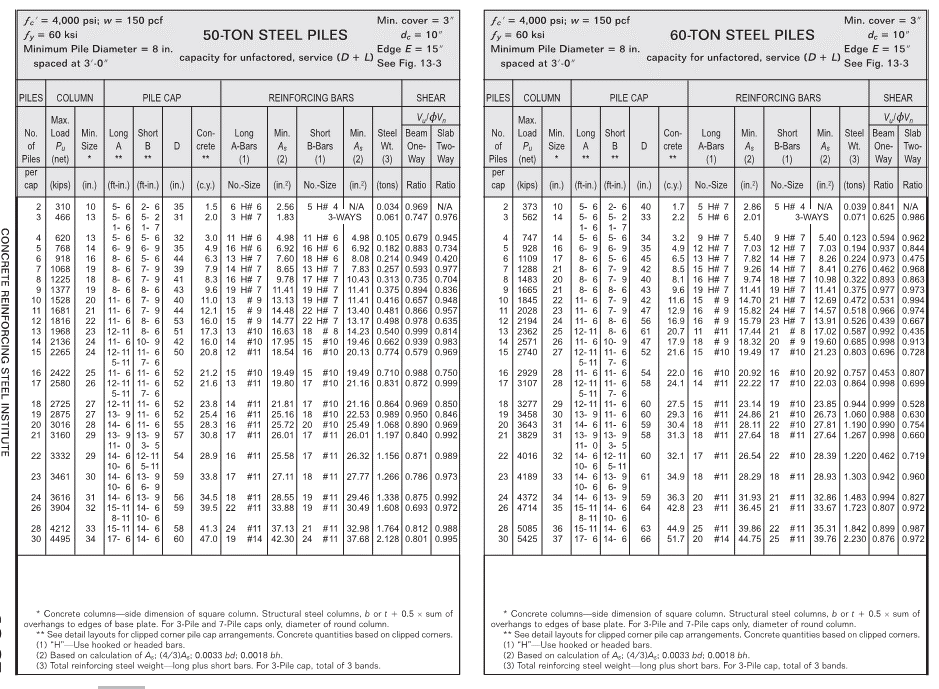 CONCRETE REINFORCING STEEL INSTITUTE
fc′ = 4,000 psi; w = 150 pcf
fy = 60 ksi
Minimum Pile Diameter = 8 in.
spaced at 3′-0″
50-TON STEEL PILES
capacity for unfactored, service (D + L)
Min. cover = 3″
dc = 10″
Edge E = 15″
See Fig. 13-3
PILES COLUMN PILE CAP REINFORCING BARS SHEAR
Vu/ϕVn
No. of Piles per cap | Max. Load Pu (net) (kips) | Min. Size * (in.) | Long A ** (ft-in.) | Short B ** (ft-in.) | D (in.) | Concrete ** (c.y.) | Long A-Bars (1) No.-Size | Min. As (2) (in.²) | Short B-Bars (1) No.-Size | Min. As (2) (in.²) | Steel Wt. (3) (tons) | Beam One-Way Ratio | Slab Two-Way Ratio
2 310 10 5- 6 2- 6 35 1.5 6 H# 6 2.56 5 H# 4 N/A 0.034 0.969 N/A
3 466 13 5- 6 5- 2 31 2.0 3 H# 7 1.83 3-WAYS 0.061 0.747 0.976
1- 6 1- 7
4 620 13 5- 6 5- 6 32 3.0 11 H# 6 4.98 11 H# 6 4.98 0.105 0.679 0.945
5 768 14 6- 9 6- 9 35 4.9 16 H# 6 6.92 16 H# 6 6.92 0.182 0.883 0.734
6 918 16 8- 6 5- 6 44 6.3 13 H# 7 7.60 18 H# 6 8.08 0.214 0.949 0.420
7 1068 19 8- 6 7- 9 39 7.9 14 H# 7 8.65 13 H# 7 7.83 0.257 0.593 0.977
8 1225 18 8- 6 7- 9 41 8.3 16 H# 7 9.78 17 H# 7 10.43 0.313 0.735 0.704
9 1377 19 8- 6 8- 6 43 9.6 19 H# 7 11.41 19 H# 7 11.41 0.375 0.894 0.836
10 1528 20 11- 6 7- 9 40 11.0 13 # 9 13.13 19 H# 7 11.41 0.416 0.657 0.948
11 1681 21 11- 6 7- 9 44 12.1 15 # 9 14.48 22 H# 7 13.40 0.481 0.866 0.957
12 1816 22 11- 6 8- 6 53 16.0 15 # 9 14.77 22 H# 7 13.17 0.498 0.978 0.635
13 1968 23 12-11 8- 6 51 17.3 13 #10 15.63 18 # 8 14.23 0.540 0.999 0.814
14 2136 24 11- 6 10- 9 42 16.0 14 #10 17.95 15 #10 19.46 0.662 0.939 0.983
15 2265 24 12-11 11- 6 50 20.8 12 #11 18.54 16 #10 20.13 0.774 0.579 0.969
5-11 7- 6
16 2422 25 11- 6 11- 6 52 21.2 15 #10 19.49 15 #10 19.49 0.710 0.988 0.750
17 2580 26 12-11 11- 6 52 21.6 13 #11 19.80 17 #10 21.16 0.831 0.872 0.999
5-11 7- 6
18 2725 27 12-11 11- 6 52 23.8 14 #11 21.81 17 #10 21.16 0.864 0.969 0.850
19 2875 27 13- 9 11- 6 52 25.4 16 #11 25.16 18 #10 22.53 0.989 0.950 0.846
20 3016 28 14- 6 11- 6 55 28.3 16 #11 25.72 20 #10 25.49 1.068 0.890 0.969
21 3160 29 13- 9 13- 9 57 30.8 17 #11 26.01 17 #11 26.01 1.197 0.840 0.992
11- 0 3- 5
22 3332 29 14- 6 12-11 54 28.9 16 #11 25.58 19 #11 26.32 1.156 0.871 0.989
10- 6 5-11
23 3461 30 14- 6 13- 9 59 33.8 17 #11 27.11 18 #11 27.77 1.266 0.786 0.973
10- 6 6- 9
24 3616 31 14- 6 13- 9 56 34.5 18 #11 28.55 19 #11 29.46 1.338 0.875 0.992
26 3904 32 15-11 14- 6 59 39.5 22 #11 33.88 19 #11 30.49 1.608 0.693 0.972
8-11 10- 6
28 4212 33 15-11 14- 6 58 41.3 24 #11 37.13 21 #11 32.98 1.764 0.812 0.988
30 4495 34 17- 6 14- 6 60 47.0 19 #14 42.30 24 #11 37.68 2.128 0.801 0.995
* Concrete columns—side dimension of square column. Structural steel columns, b or t + 0.5 × sum of
overhangs to edges of base plate. For 3-Pile and 7-Pile caps only, diameter of round column.
** See detail layouts for clipped corner pile cap arrangements. Concrete quantities based on clipped corners.
(1) "H"—Use hooked or headed bars.
(2) Based on calculation of As; (4/3)As; 0.0033 bd; 0.0018 bh.
(3) Total reinforcing steel weight—long plus short bars. For 3-Pile cap, total of 3 bands.
fc′ = 4,000 psi; w = 150 pcf
fy = 60 ksi
Minimum Pile Diameter = 8 in.
spaced at 3′-0″
60-TON STEEL PILES
capacity for unfactored, service (D + L)
Min. cover = 3″
dc = 10″
Edge E = 15″
See Fig. 13-3
PILES COLUMN PILE CAP REINFORCING BARS SHEAR
Vu/ϕVn
No. of Piles per cap | Max. Load Pu (net) (kips) | Min. Size * (in.) | Long A ** (ft-in.) | Short B ** (ft-in.) | D (in.) | Concrete ** (c.y.) | Long A-Bars (1) No.-Size | Min. As (2) (in.²) | Short B-Bars (1) No.-Size | Min. As (2) (in.²) | Steel Wt. (3) (tons) | Beam One-Way Ratio | Slab Two-Way Ratio
2 373 10 5- 6 2- 6 40 1.7 5 H# 7 2.86 5 H# 4 N/A 0.039 0.841 N/A
3 562 14 5- 6 5- 2 33 2.2 5 H# 6 2.01 3-WAYS 0.071 0.625 0.986
1- 6 1- 7
4 747 14 5- 6 5- 6 34 3.2 9 H# 7 5.40 9 H# 7 5.40 0.123 0.594 0.962
5 928 16 6- 9 6- 9 35 4.9 12 H# 7 7.03 12 H# 7 7.03 0.194 0.937 0.844
6 1109 17 8- 6 5- 6 45 6.5 13 H# 7 7.82 14 H# 7 8.26 0.224 0.973 0.475
7 1288 21 8- 6 7- 9 42 8.5 15 H# 7 9.26 14 H# 7 8.41 0.276 0.462 0.968
8 1483 20 8- 6 7- 9 40 8.1 16 H# 7 9.74 18 H# 7 10.98 0.322 0.893 0.863
9 1665 21 8- 6 8- 6 43 9.6 19 H# 7 11.41 19 H# 7 11.41 0.375 0.977 0.973
10 1845 22 11- 6 7- 9 42 11.6 15 # 9 14.70 21 H# 7 12.69 0.472 0.531 0.994
11 2028 23 11- 6 7- 9 47 12.9 16 # 9 15.82 24 H# 7 14.57 0.518 0.966 0.974
12 2194 24 11- 6 8- 6 56 16.9 16 # 9 15.79 23 H# 7 13.91 0.526 0.439 0.667
13 2362 25 12-11 8- 6 61 20.7 11 #11 17.44 21 # 8 17.02 0.587 0.992 0.435
14 2571 26 11- 6 10- 9 47 17.9 18 # 9 18.32 20 # 9 19.60 0.685 0.998 0.913
15 2740 27 12-11 11- 6 52 21.6 15 #10 19.49 17 #10 21.23 0.803 0.696 0.728
5-11 7- 6
16 2929 28 11- 6 11- 6 54 22.0 16 #10 20.92 16 #10 20.92 0.757 0.453 0.807
17 3107 28 12-11 11- 6 58 24.1 14 #11 22.22 17 #10 22.03 0.864 0.998 0.699
5-11 7- 6
18 3277 29 12-11 11- 6 60 27.5 15 #11 23.14 19 #10 23.85 0.944 0.999 0.528
19 3458 30 13- 9 11- 6 60 29.3 16 #11 24.86 21 #10 26.73 1.060 0.988 0.630
20 3643 31 14- 6 11- 6 59 30.4 18 #11 28.11 22 #10 27.81 1.190 0.990 0.754
21 3829 31 13- 9 13- 9 58 31.3 18 #11 27.64 18 #11 27.64 1.267 0.998 0.660
11- 0 3- 5
22 4016 32 14- 6 12-11 60 32.1 17 #11 26.54 22 #10 28.39 1.220 0.462 0.719
10- 6 5-11
23 4189 33 14- 6 13- 9 61 34.9 18 #11 28.29 18 #11 28.93 1.303 0.942 0.960
10- 6 6- 9
24 4372 34 14- 6 13- 9 59 36.3 20 #11 31.93 21 #11 32.86 1.483 0.994 0.827
26 4714 35 15-11 14- 6 64 42.8 23 #11 36.45 21 #11 33.67 1.723 0.807 0.972
8-11 10- 6
28 5085 36 15-11 14- 6 63 44.9 25 #11 39.86 22 #11 35.31 1.842 0.899 0.987
30 5425 37 17- 6 14- 6 66 51.7 20 #14 44.75 25 #11 39.76 2.230 0.876 0.972
* Concrete columns—side dimension of square column. Structural steel columns, b or t + 0.5 × sum of
overhangs to edges of base plate. For 3-Pile and 7-Pile caps only, diameter of round column.
** See detail layouts for clipped corner pile cap arrangements. Concrete quantities based on clipped corners.
(1) "H"—Use hooked or headed bars.
(2) Based on calculation of As; (4/3)As; 0.0033 bd; 0.0018 bh.
(3) Total reinforcing steel weight—long plus short bars. For 3-Pile cap, total of 3 bands.